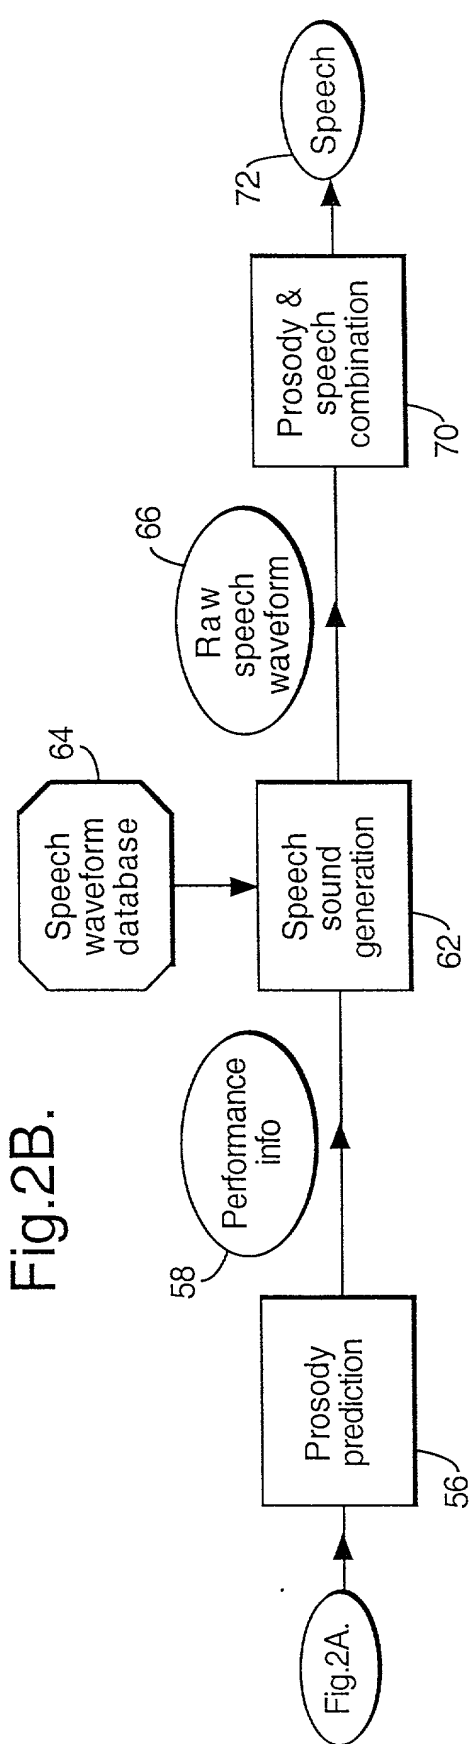 Fig.2B.
Fig.2A.
Prosody
prediction
56
Performance
info
58
Speech
waveform
database
64
Speech
sound
generation
62
Raw
speech
waveform
66
Prosody &
speech
combination
70
Speech
72